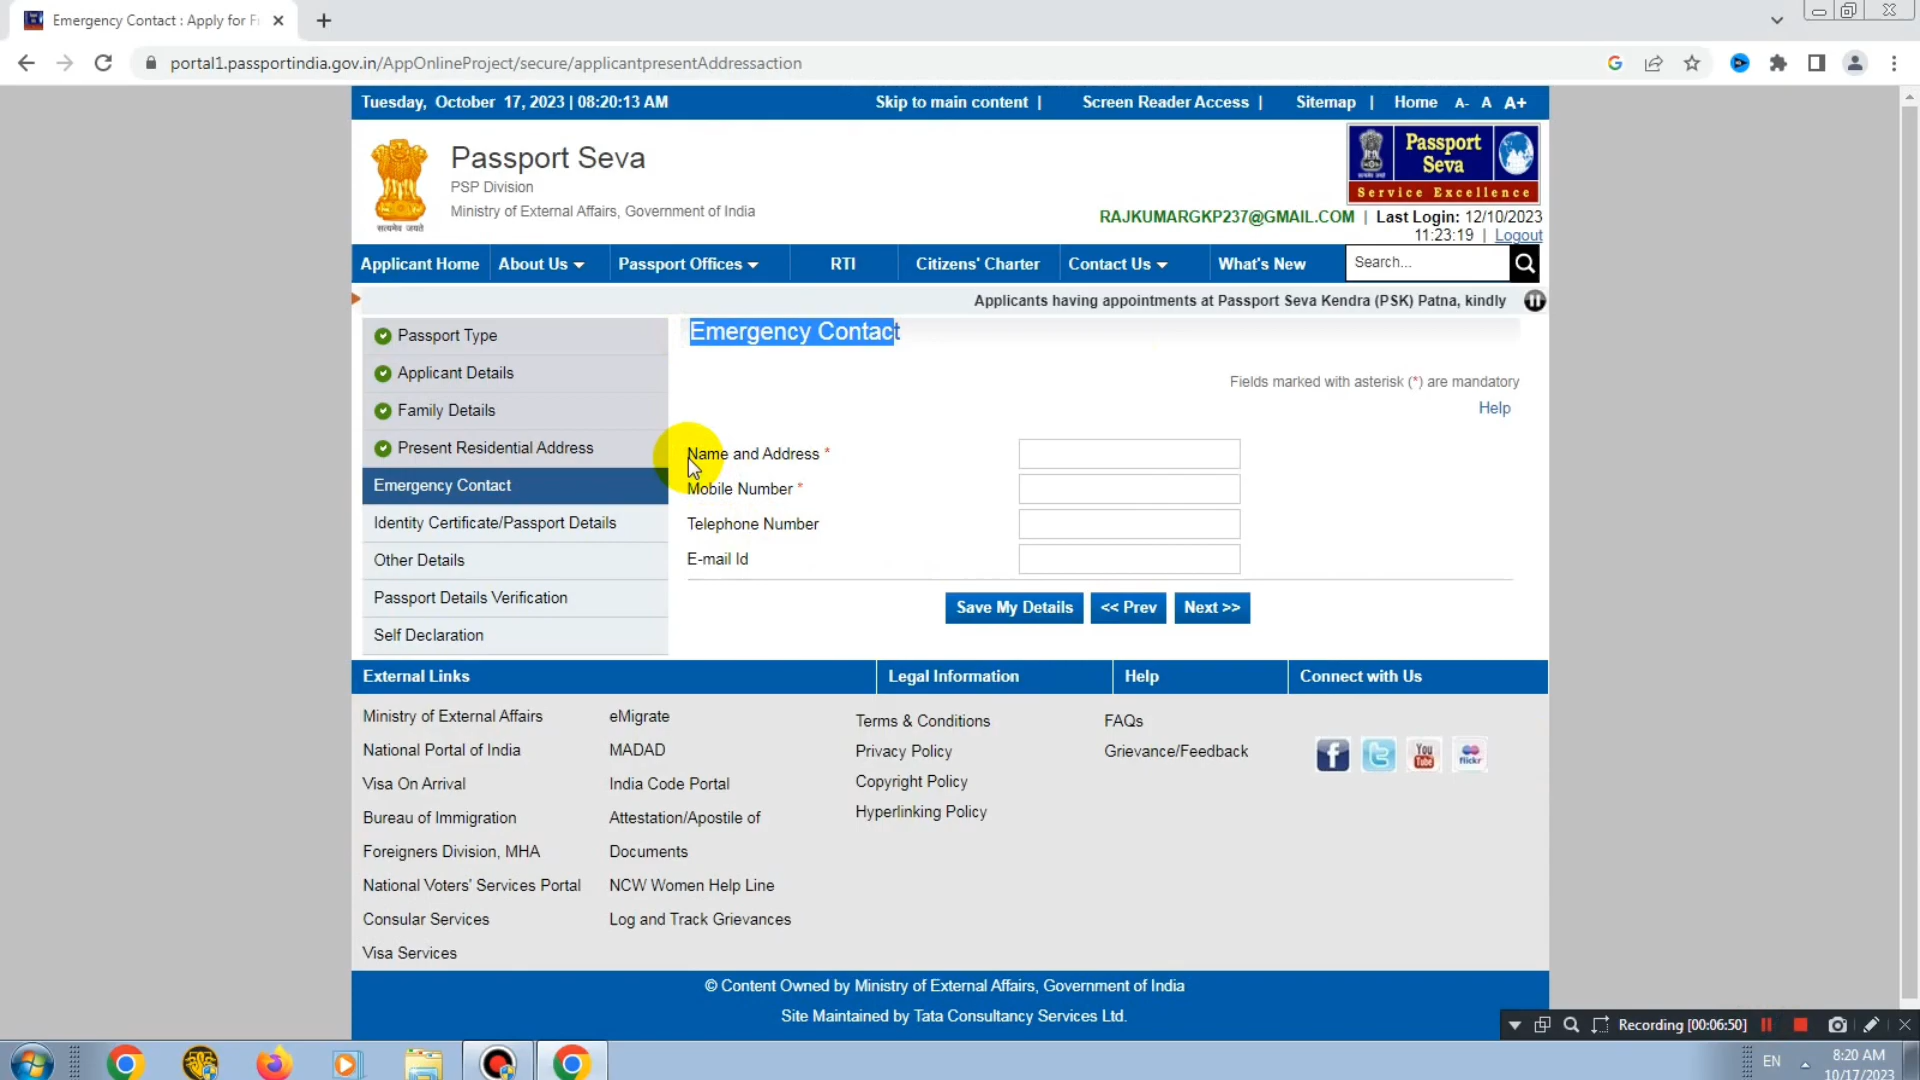 Emergency Contact : Apply for F
portal1.passportindia.gov.in/AppOnlineProject/secure/applicantpresentAddressaction
Tuesday, October 17, 2023 | 08:20:13 AM
Skip to main content |
Screen Reader Access |
Sitemap |
Home A- A A+
Passport Seva
PSP Division
Ministry of External Affairs, Government of India
सत्यमेव जयते
Passport
Seva
Service Excellence
RAJKUMARGKP237@GMAIL.COM | Last Login: 12/10/2023
11:23:19 | Logout
Applicant Home
About Us
Passport Offices
RTI
Citizens' Charter
Contact Us
What's New
Search...
Applicants having appointments at Passport Seva Kendra (PSK) Patna, kindly
Passport Type
Applicant Details
Family Details
Present Residential Address
Emergency Contact
Identity Certificate/Passport Details
Other Details
Passport Details Verification
Self Declaration
Emergency Contact
Fields marked with asterisk (*) are mandatory
Help
Name and Address *
Mobile Number *
Telephone Number
E-mail Id
Save My Details
<< Prev
Next >>
External Links
Legal Information
Help
Connect with Us
Ministry of External Affairs
National Portal of India
Visa On Arrival
Bureau of Immigration
Foreigners Division, MHA
National Voters' Services Portal
Consular Services
Visa Services
eMigrate
MADAD
India Code Portal
Attestation/Apostile of
Documents
NCW Women Help Line
Log and Track Grievances
Terms & Conditions
Privacy Policy
Copyright Policy
Hyperlinking Policy
FAQs
Grievance/Feedback
You
Tube
flickr
© Content Owned by Ministry of External Affairs, Government of India
Site Maintained by Tata Consultancy Services Ltd.
Recording [00:06:50]
EN
8:20 AM
10/17/2023